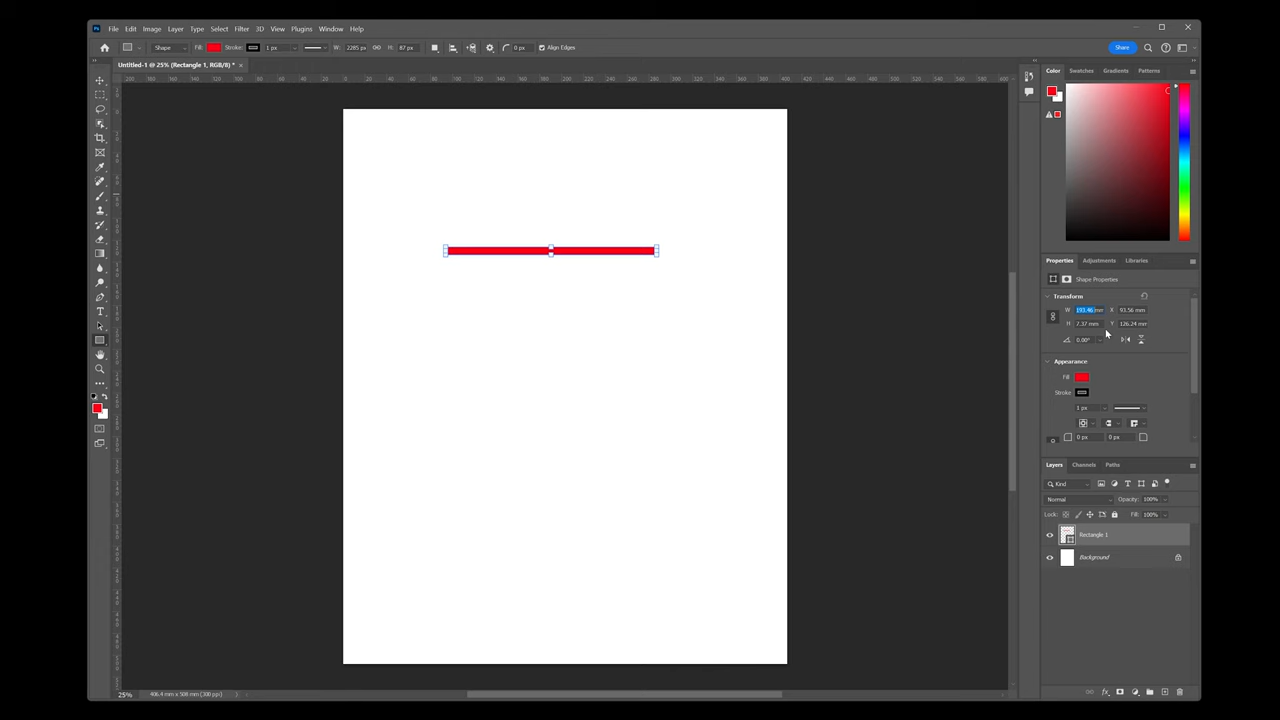 File Edit Image Layer Type Select Filter 3D View Plugins Window Help
Shape Fill: Stroke: 1 px W: 2285 px H: 87 px 0 px Align Edges Share
Untitled-1 @ 25% (Rectangle 1, RGB/8) * ×
Color Swatches Gradients Patterns
Properties Adjustments Libraries
Shape Properties
Transform
W 193.46 mm X 93.56 mm
H 7.37 mm Y 126.24 mm
0.00°
Appearance
Fill
Stroke
1 px
0 px 0 px
Layers Channels Paths
Kind
Normal Opacity: 100%
Lock: Fill: 100%
Rectangle 1
Background
25% 406.4 mm x 508 mm (300 ppi)